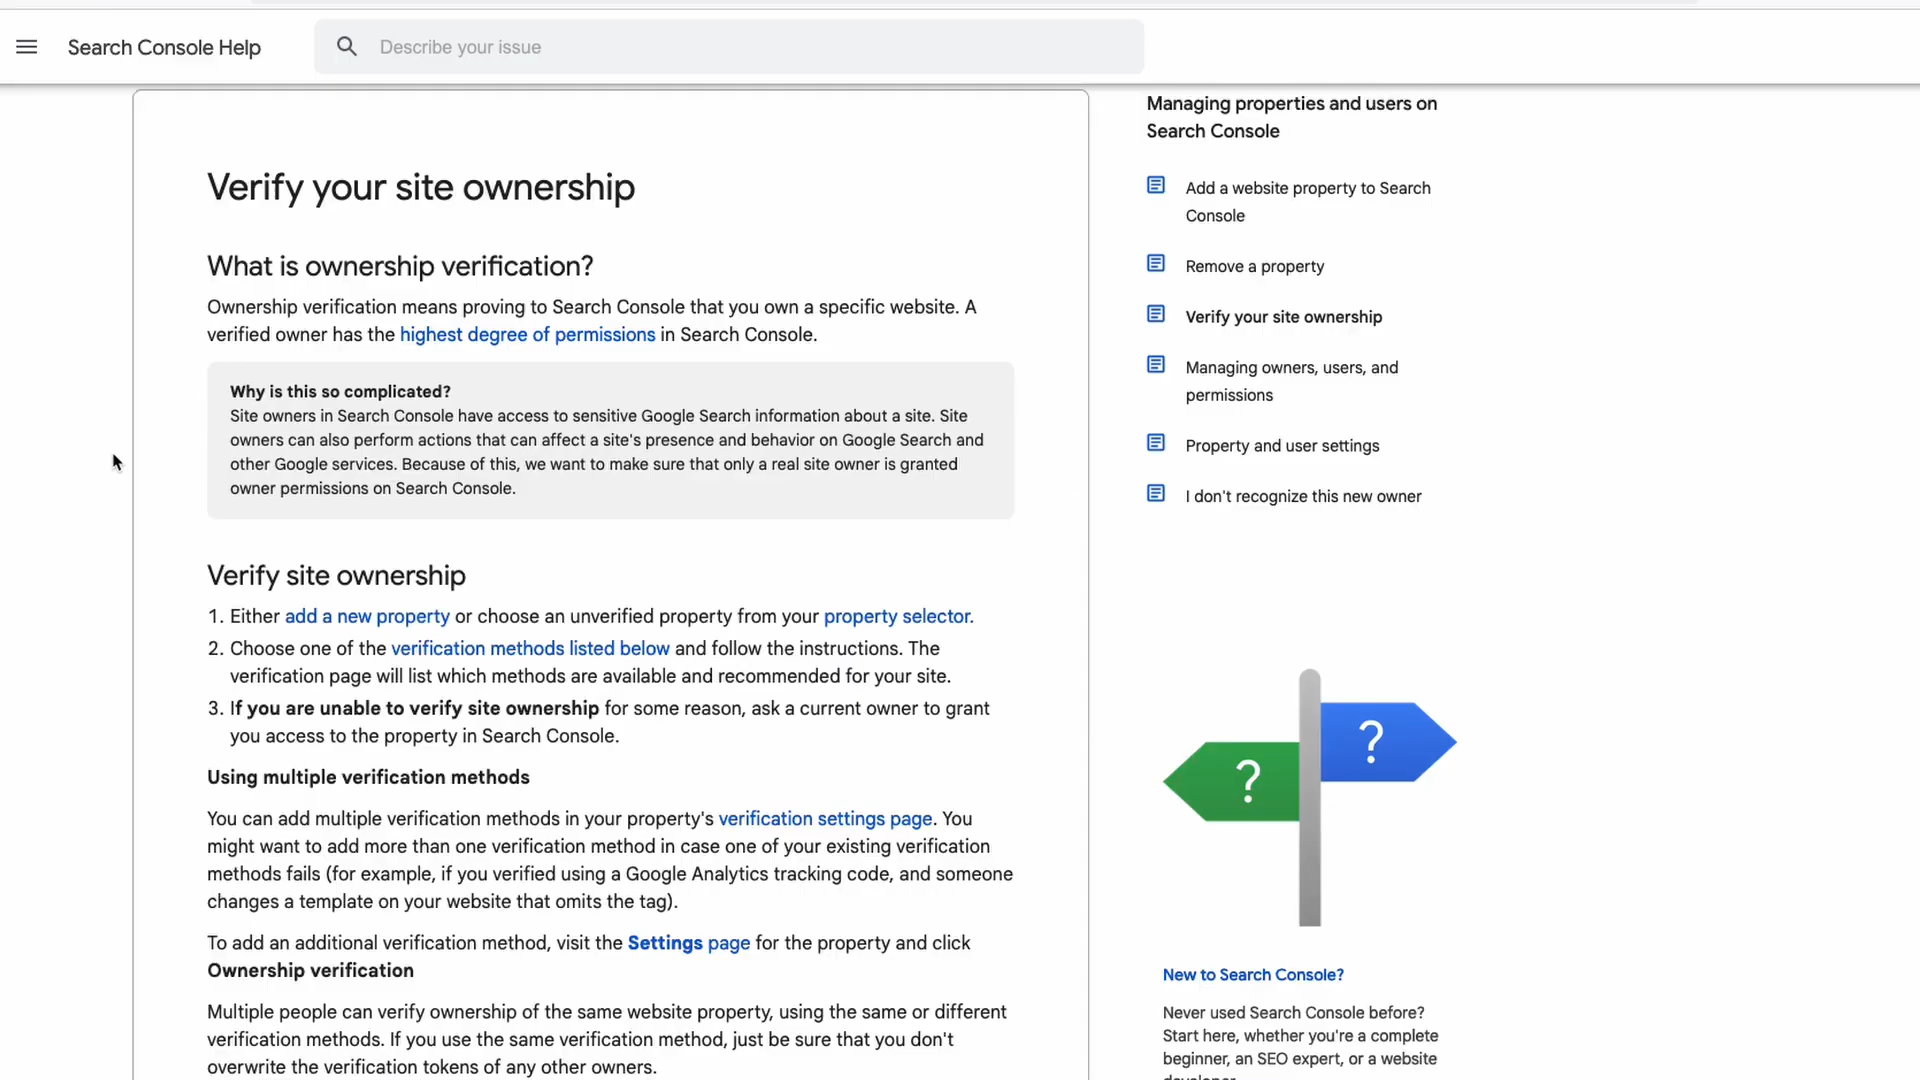 Search Console Help
Describe your issue
Verify your site ownership
What is ownership verification?
Ownership verification means proving to Search Console that you own a specific website. A
verified owner has the highest degree of permissions in Search Console.
Why is this so complicated?
Site owners in Search Console have access to sensitive Google Search information about a site. Site
owners can also perform actions that can affect a site's presence and behavior on Google Search and
other Google services. Because of this, we want to make sure that only a real site owner is granted
owner permissions on Search Console.
Verify site ownership
1. Either add a new property or choose an unverified property from your property selector.
2. Choose one of the verification methods listed below and follow the instructions. The
verification page will list which methods are available and recommended for your site.
3. If you are unable to verify site ownership for some reason, ask a current owner to grant
you access to the property in Search Console.
Using multiple verification methods
You can add multiple verification methods in your property's verification settings page. You
might want to add more than one verification method in case one of your existing verification
methods fails (for example, if you verified using a Google Analytics tracking code, and someone
changes a template on your website that omits the tag).
To add an additional verification method, visit the Settings page for the property and click
Ownership verification
Multiple people can verify ownership of the same website property, using the same or different
verification methods. If you use the same verification method, just be sure that you don't
overwrite the verification tokens of any other owners.
Managing properties and users on
Search Console
Add a website property to Search
Console
Remove a property
Verify your site ownership
Managing owners, users, and
permissions
Property and user settings
I don't recognize this new owner
?
?
New to Search Console?
Never used Search Console before?
Start here, whether you're a complete
beginner, an SEO expert, or a website